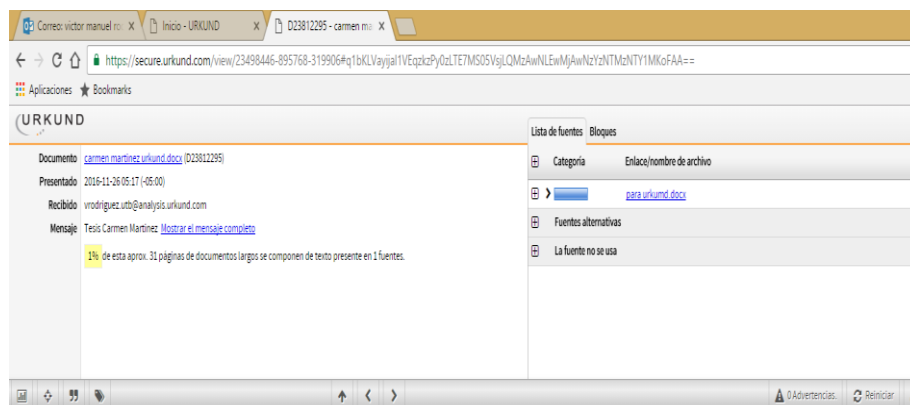 Correo: victor manuel ro
Inicio - URKUND
D23812295 - carmen ma
https://secure.urkund.com/view/23498446-895768-319906#q1bKLVayijaI1VEqzkzPy0zLTE7MS05VsjLQMzAwNLEwMjAwNzYzNTMzNTY1MKoFAA==
Aplicaciones Bookmarks
URKUND
Documento carmen martinez urkund.docx (D23812295)
Presentado 2016-11-26 05:17 (-05:00)
Recibido vrodriguez.utb@analysis.urkund.com
Mensaje Tesis Carmen Martinez Mostrar el mensaje completo
1% de esta aprox. 31 páginas de documentos largos se componen de texto presente en 1 fuentes.
Lista de fuentes Bloques
Categoría Enlace/nombre de archivo
para urkumd.docx
Fuentes alternativas
La fuente no se usa
0 Advertencias.
Reiniciar